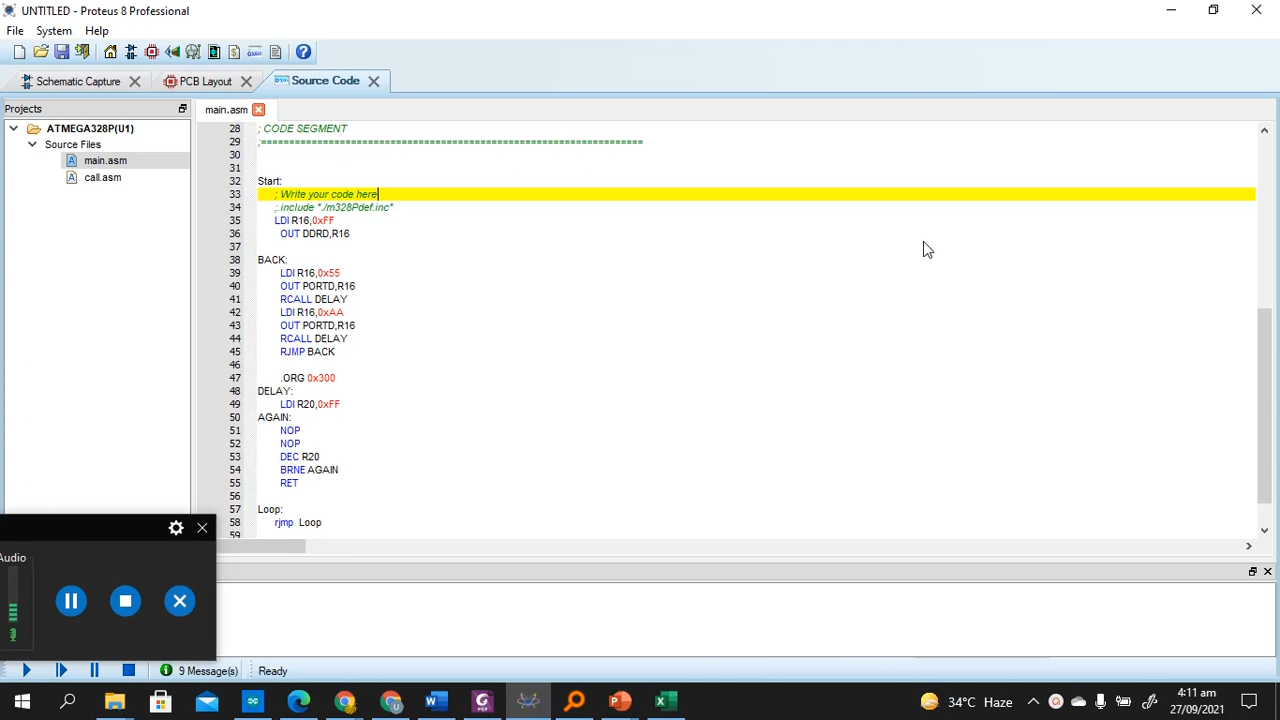 UNTITLED - Proteus 8 Professional
File System Help
Schematic Capture PCB Layout Source Code
Projects
main.asm
ATMEGA328P(U1)
Source Files
main.asm
call.asm
28 ; CODE SEGMENT
29 ;====================================================================
30
31
32 Start:
33 ; Write your code here
34 ;.include "./m328Pdef.inc"
35 LDI R16,0xFF
36 OUT DDRD,R16
37
38 BACK:
39 LDI R16,0x55
40 OUT PORTD,R16
41 RCALL DELAY
42 LDI R16,0xAA
43 OUT PORTD,R16
44 RCALL DELAY
45 RJMP BACK
46
47 .ORG 0x300
48 DELAY:
49 LDI R20,0xFF
50 AGAIN:
51 NOP
52 NOP
53 DEC R20
54 BRNE AGAIN
55 RET
56
57 Loop:
58 rjmp Loop
59
Audio
9 Message(s) Ready
34°C Haze
4:11 am
27/09/2021